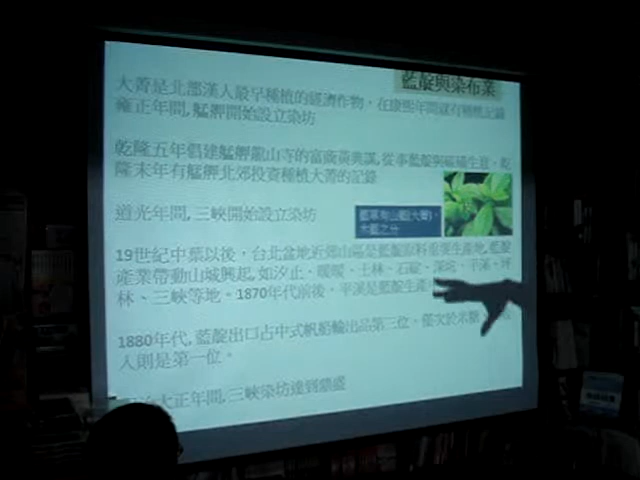 藍靛與染布業
大菁是北部漢人最早種植的經濟作物，在康熙年間就有種植記錄
雍正年間, 艋舺開始設立染坊
乾隆五年倡建艋舺龍山寺的富商黃典謨, 從事藍靛與硫磺生意。乾
隆末年有艋舺北郊投資種植大菁的記錄
道光年間, 三峽開始設立染坊
19世紀中葉以後，台北盆地近郊山區是藍靛原料重要生產地, 藍靛
產業帶動山城興起, 如汐止、暖暖、士林、石碇、深坑、平溪、坪
林、三峽等地。1870年代前後，平溪是藍靛生產
1880年代, 藍靛出口占中式帆船輸出品第三位，僅次於米
人則是第一位。
大正年間, 三峽染坊達到鼎盛